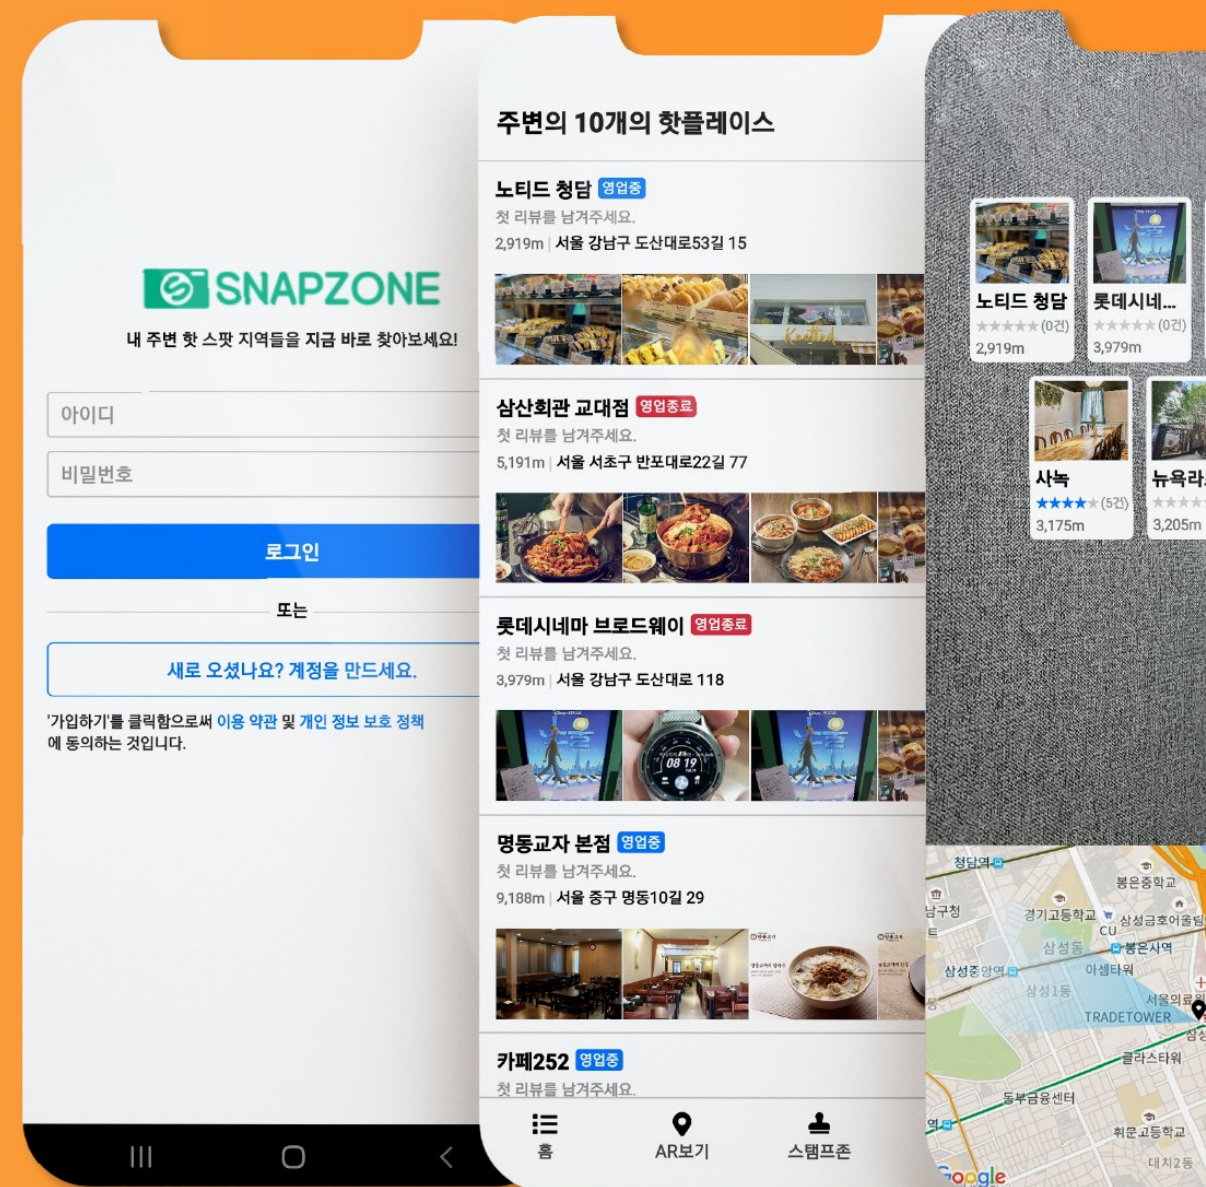 SNAPZONE
내 주변 핫 스팟 지역들을 지금 바로 찾아보세요!
아이디
비밀번호
로그인
또는
새로 오셨나요? 계정을 만드세요.
'가입하기'를 클릭함으로써 이용 약관 및 개인 정보 보호 정책
에 동의하는 것입니다.
주변의 10개의 핫플레이스
노티드 청담 영업중
첫 리뷰를 남겨주세요.
2,919m | 서울 강남구 도산대로53길 15
Knotted
삼산회관 교대점 영업종료
첫 리뷰를 남겨주세요.
5,191m | 서울 서초구 반포대로22길 77
롯데시네마 브로드웨이 영업종료
첫 리뷰를 남겨주세요.
3,979m | 서울 강남구 도산대로 118
소울
08 19
소울
명동교자 본점 영업중
첫 리뷰를 남겨주세요.
9,188m | 서울 중구 명동10길 29
카페252 영업중
첫 리뷰를 남겨주세요.
홈
AR보기
스탬프존
노티드 청담
(0건)
2,919m
롯데시네...
(0건)
3,979m
사녹
(5건)
3,175m
뉴욕라
3,205m
청담역
봉은중학교
남구청
경기고등학교
CU
삼성금호어울림
삼성동
봉은사역
삼성중앙역
아셈타워
삼성1동
서울의료원
TRADETOWER
삼성
글라스타워
동부금융센터
역
휘문고등학교
대치2동
Google